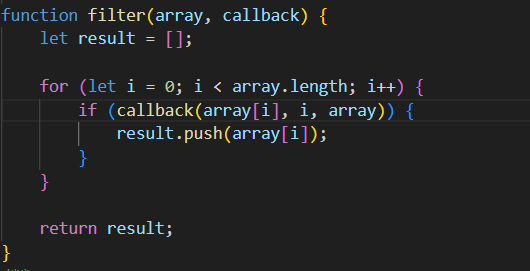 function filter(array, callback) {
    let result = [];

    for (let i = 0; i < array.length; i++) {
        if (callback(array[i], i, array)) {
            result.push(array[i]);
        }
    }

    return result;
}